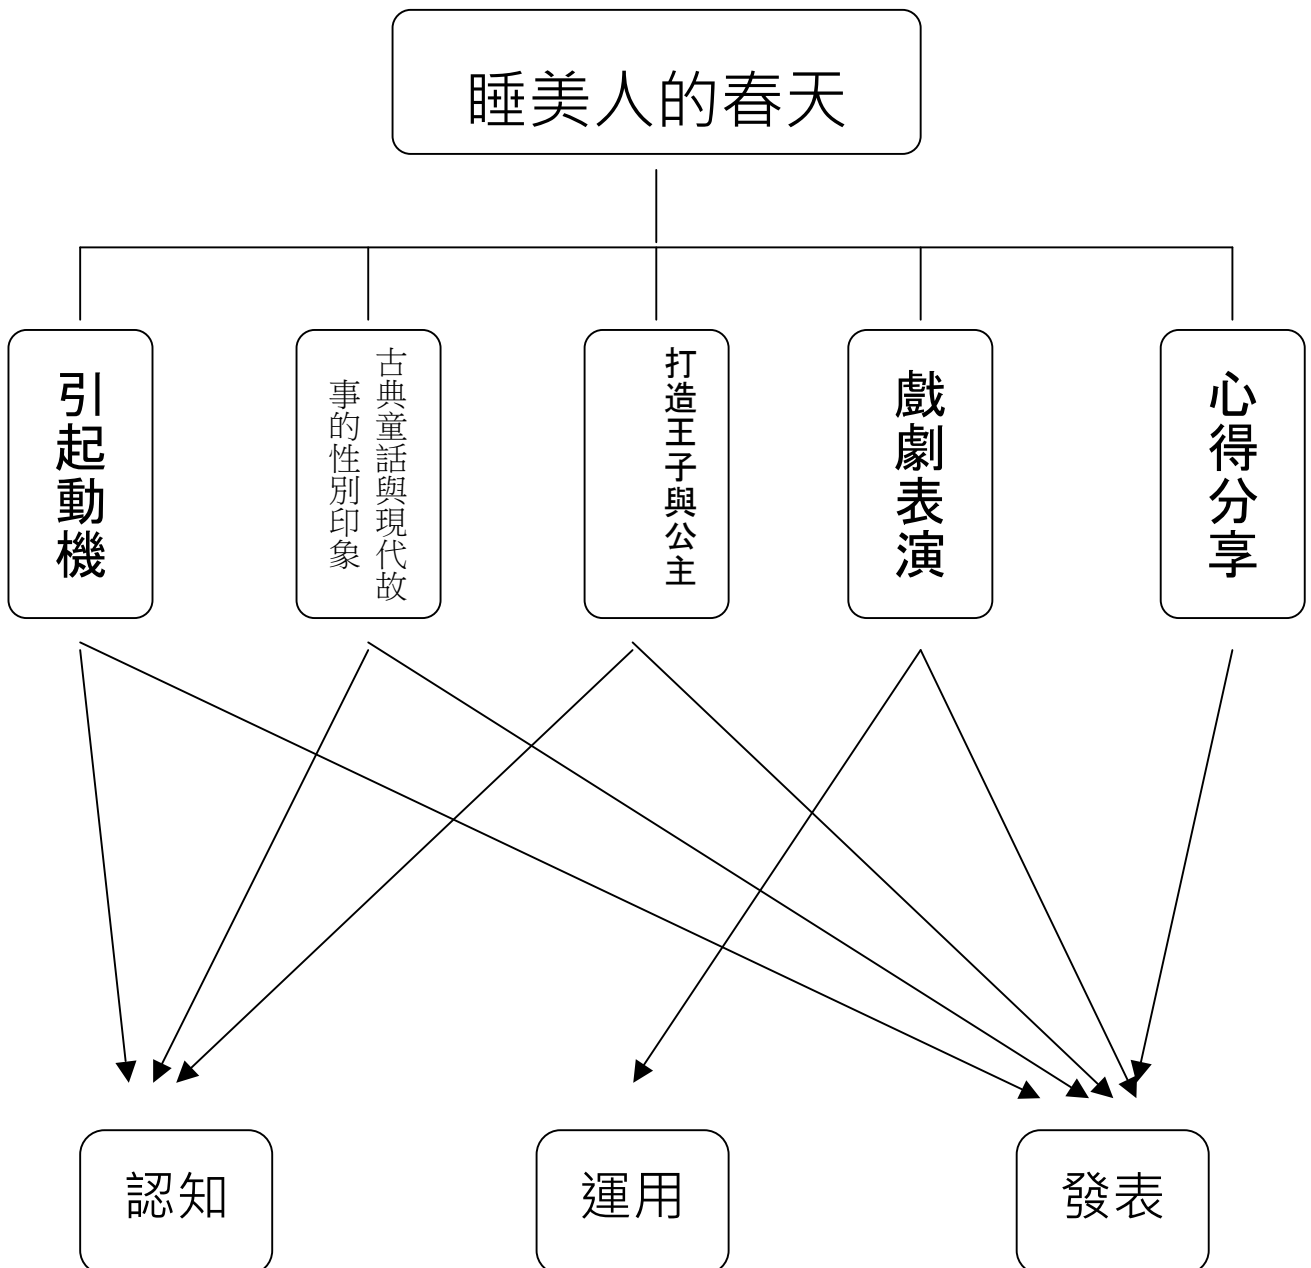 睡美人的春天
引起動機
古典童話與現代故
事的性別印象
打造王子與公主
戲劇表演
心得分享
認知
運用
發表